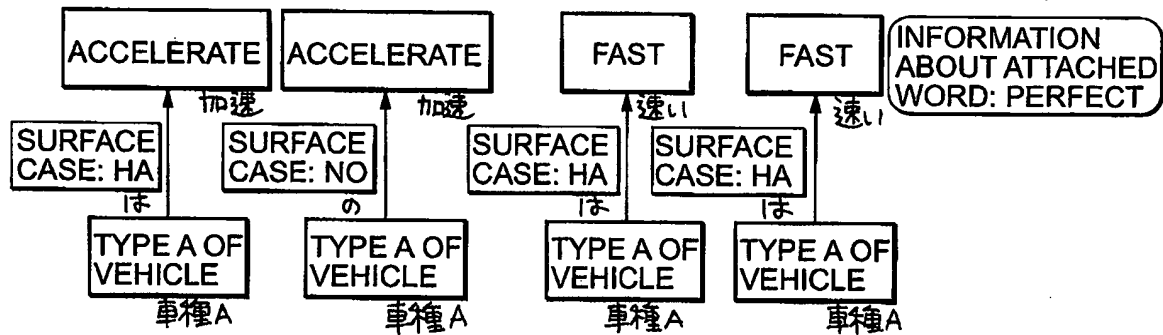 ACCELERATE
加速
SURFACE
CASE: HA
は
TYPE A OF
VEHICLE
車種A
ACCELERATE
加速
SURFACE
CASE: NO
の
TYPE A OF
VEHICLE
車種A
FAST
速い
SURFACE
CASE: HA
は
TYPE A OF
VEHICLE
車種A
FAST
速い
SURFACE
CASE: HA
は
TYPE A OF
VEHICLE
車種A
INFORMATION
ABOUT ATTACHED
WORD: PERFECT